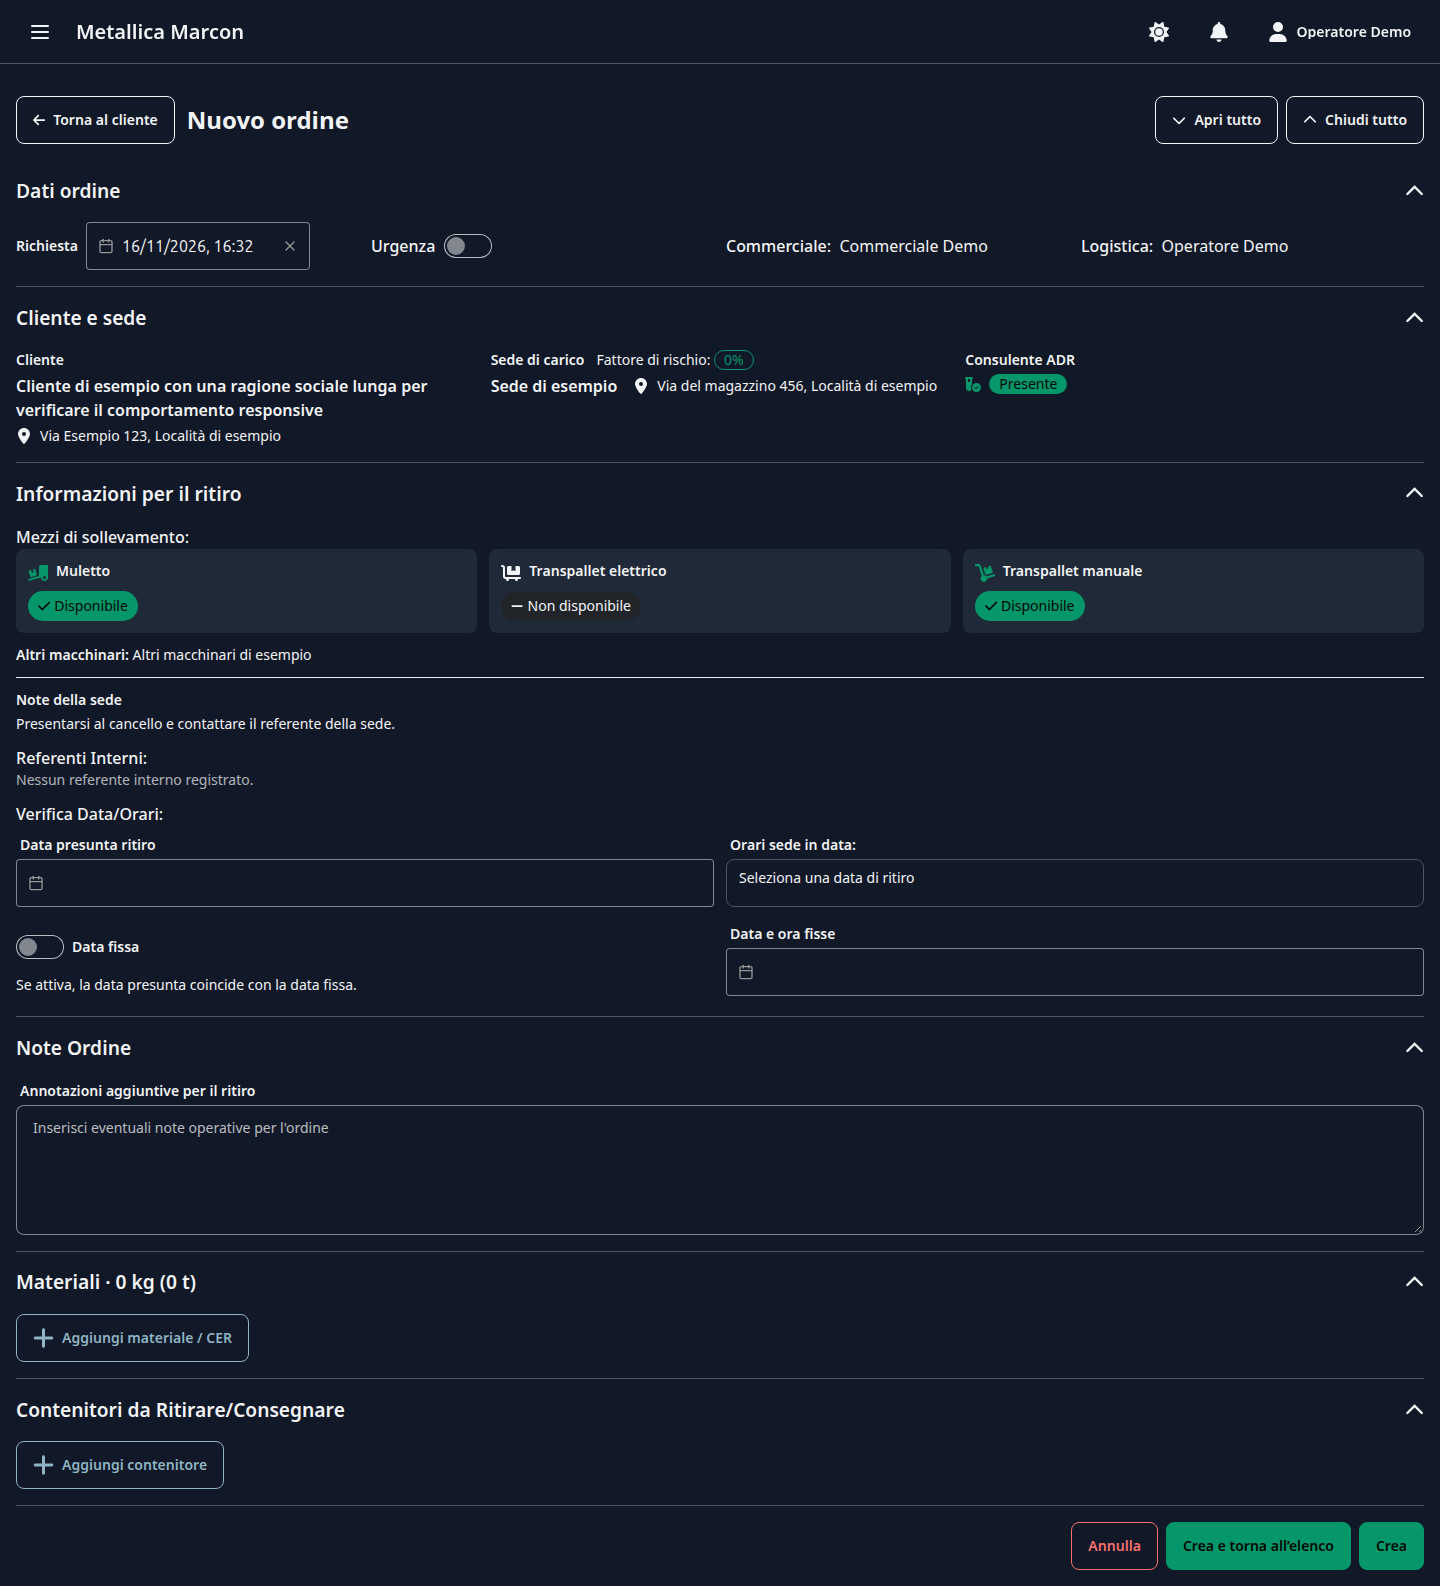 Metallica Marcon
Operatore Demo
Torna al cliente
Nuovo ordine
Apri tutto
Chiudi tutto
Dati ordine
Richiesta
16/11/2026, 16:32
Urgenza
Commerciale: Commerciale Demo
Logistica: Operatore Demo
Cliente e sede
Cliente
Cliente di esempio con una ragione sociale lunga per
verificare il comportamento responsive
Via Esempio 123, Località di esempio
Sede di carico
Fattore di rischio: 0%
Sede di esempio
Via del magazzino 456, Località di esempio
Consulente ADR
Presente
Informazioni per il ritiro
Mezzi di sollevamento:
Muletto
Disponibile
Transpallet elettrico
Non disponibile
Transpallet manuale
Disponibile
Altri macchinari: Altri macchinari di esempio
Note della sede
Presentarsi al cancello e contattare il referente della sede.
Referenti Interni:
Nessun referente interno registrato.
Verifica Data/Orari:
Data presunta ritiro
Orari sede in data:
Seleziona una data di ritiro
Data fissa
Se attiva, la data presunta coincide con la data fissa.
Data e ora fisse
Note Ordine
Annotazioni aggiuntive per il ritiro
Inserisci eventuali note operative per l'ordine
Materiali · 0 kg (0 t)
Aggiungi materiale / CER
Contenitori da Ritirare/Consegnare
Aggiungi contenitore
Annulla
Crea e torna all'elenco
Crea